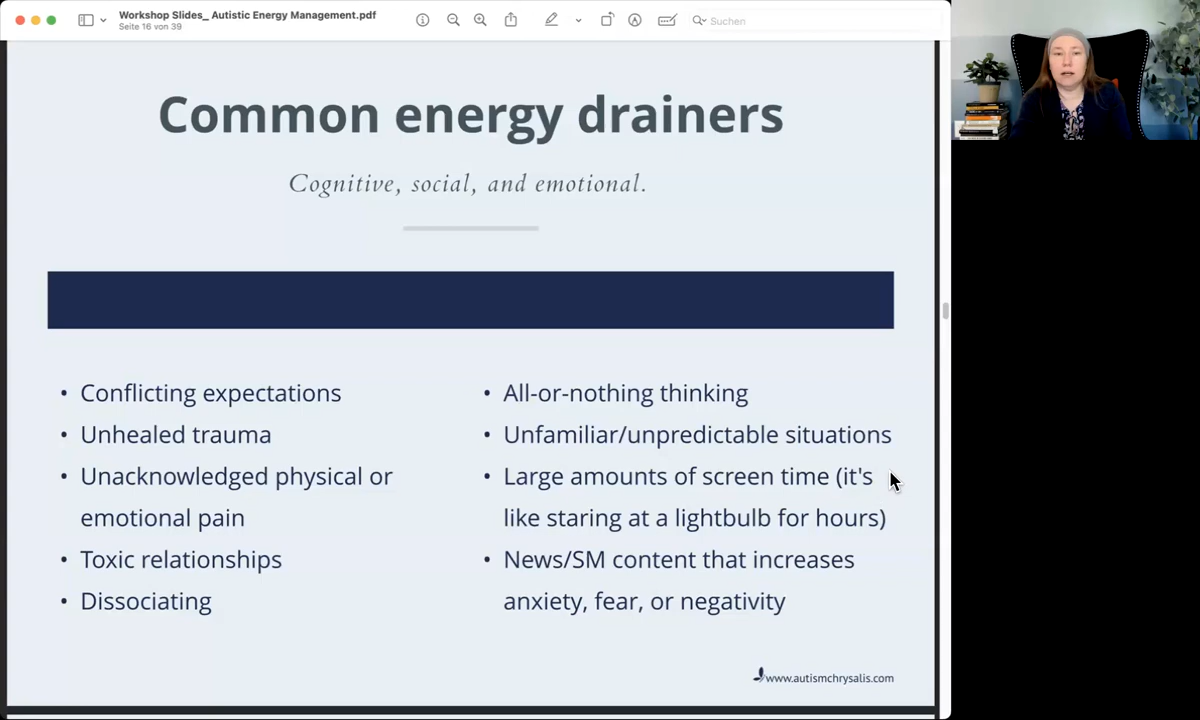 Workshop Slides_ Autistic Energy Management.pdf
Seite 16 von 39
Suchen
Common energy drainers
Cognitive, social, and emotional.
• Conflicting expectations
• Unhealed trauma
• Unacknowledged physical or
emotional pain
• Toxic relationships
• Dissociating
• All-or-nothing thinking
• Unfamiliar/unpredictable situations
• Large amounts of screen time (it's
like staring at a lightbulb for hours)
• News/SM content that increases
anxiety, fear, or negativity
www.autismchrysalis.com